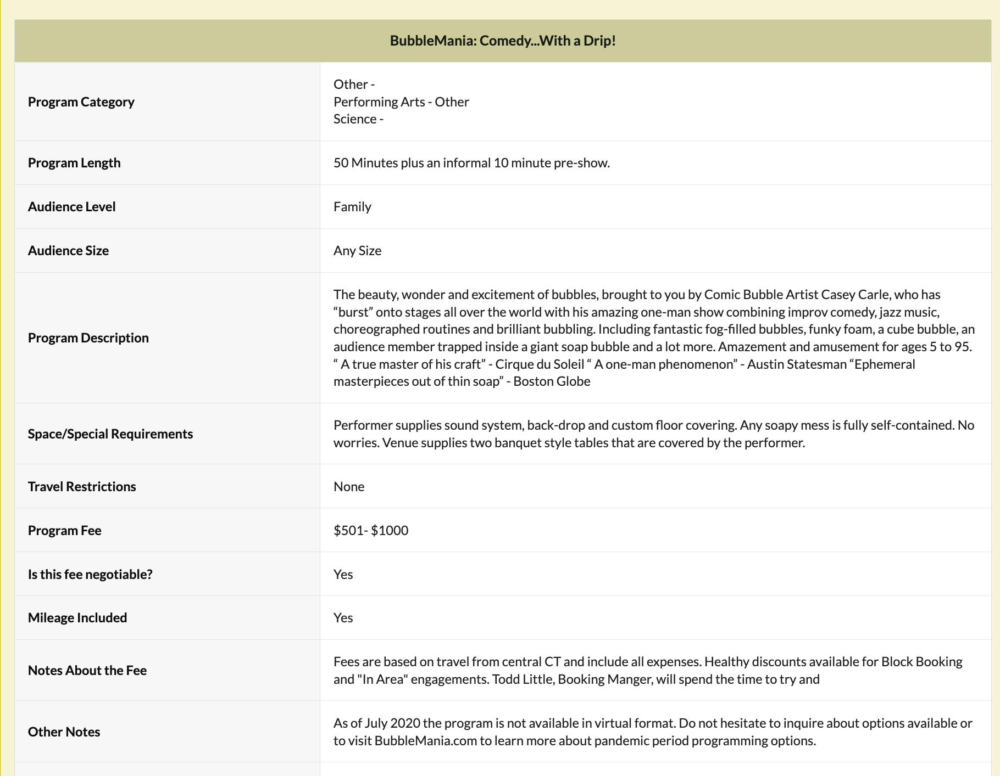 BubbleMania: Comedy...With a Drip!
Program Category
Other -
Performing Arts - Other
Science -
Program Length
50 Minutes plus an informal 10 minute pre-show.
Audience Level
Family
Audience Size
Any Size
Program Description
The beauty, wonder and excitement of bubbles, brought to you by Comic Bubble Artist Casey Carle, who has
“burst” onto stages all over the world with his amazing one-man show combining improv comedy, jazz music,
choreographed routines and brilliant bubbling. Including fantastic fog-filled bubbles, funky foam, a cube bubble, an
audience member trapped inside a giant soap bubble and a lot more. Amazement and amusement for ages 5 to 95.
“ A true master of his craft” - Cirque du Soleil “ A one-man phenomenon” - Austin Statesman “Ephemeral
masterpieces out of thin soap” - Boston Globe
Space/Special Requirements
Performer supplies sound system, back-drop and custom floor covering. Any soapy mess is fully self-contained. No
worries. Venue supplies two banquet style tables that are covered by the performer.
Travel Restrictions
None
Program Fee
$501- $1000
Is this fee negotiable?
Yes
Mileage Included
Yes
Notes About the Fee
Fees are based on travel from central CT and include all expenses. Healthy discounts available for Block Booking
and "In Area" engagements. Todd Little, Booking Manger, will spend the time to try and
Other Notes
As of July 2020 the program is not available in virtual format. Do not hesitate to inquire about options available or
to visit BubbleMania.com to learn more about pandemic period programming options.